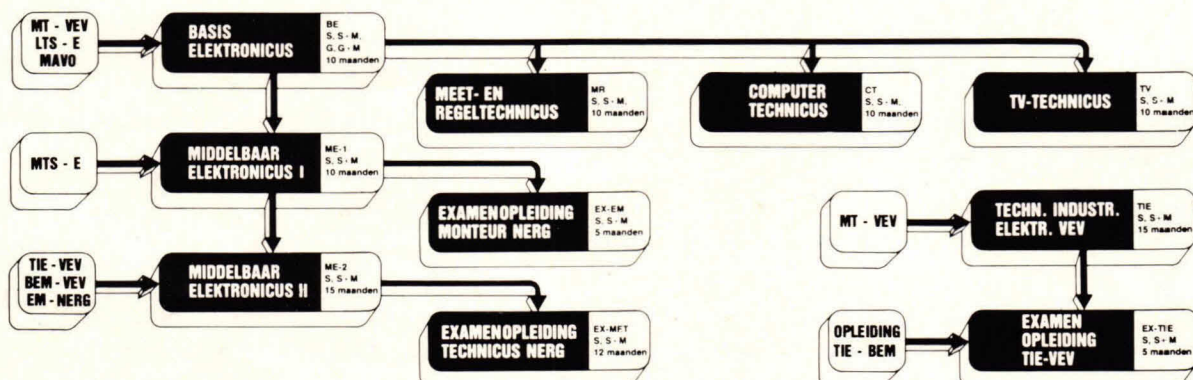 MT - VEV
LTS - E
MAVO
BASIS
ELEKTRONICUS
BE
S, S - M,
G, G - M
10 maanden
MEET- EN
REGELTECHNICUS
MR
S, S - M,
10 maanden
COMPUTER
TECHNICUS
CT
S, S - M,
10 maanden
TV-TECHNICUS
TV
S, S - M
10 maanden
MTS - E
MIDDELBAAR
ELEKTRONICUS I
ME-1
S, S - M
10 maanden
EXAMENOPLEIDING
MONTEUR NERG
EX-EM
S, S - M
5 maanden
MT - VEV
TECHN. INDUSTR.
ELEKTR. VEV
TIE
S, S - M
15 maanden
TIE - VEV
BEM - VEV
EM - NERG
MIDDELBAAR
ELEKTRONICUS II
ME-2
S, S - M
15 maanden
EXAMENOPLEIDING
TECHNICUS NERG
EX-MET
S, S - M
12 maanden
OPLEIDING
TIE - BEM
EXAMEN
OPLEIDING
TIE-VEV
EX-TIE
S, S - M
5 maanden